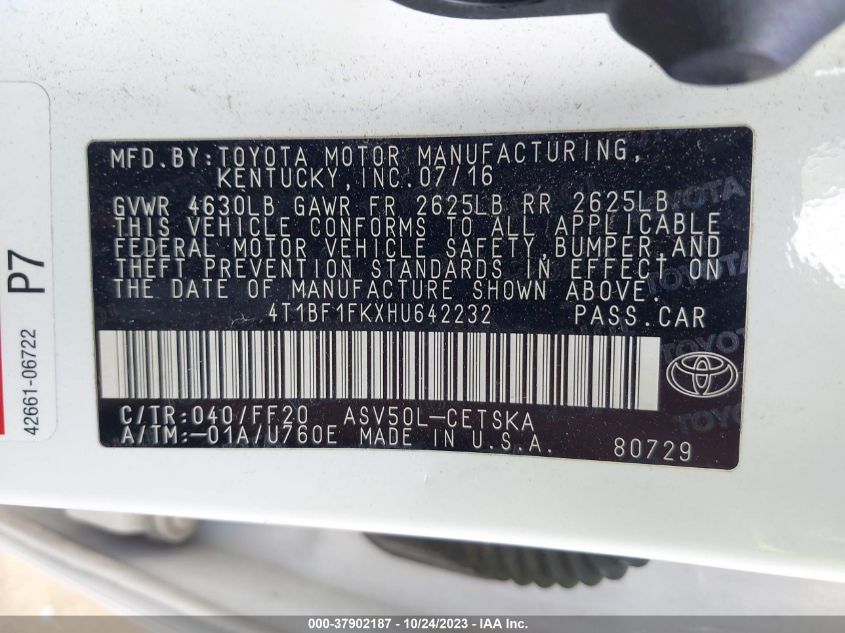 MFD.BY:TOYOTA MOTOR MANUFACTURING,
KENTUCKY,INC.07/16
GVWR 4630LB GAWR FR 2625LB RR 2625LB
THIS VEHICLE CONFORMS TO ALL APPLICABLE
FEDERAL MOTOR VEHICLE SAFETY,BUMPER,AND
THEFT PREVENTION STANDARDS IN EFFECT ON
THE DATE OF MANUFACTURE SHOWN ABOVE.
4T1BF1FKXHU642232 PASS.CAR
C/TR:040/FF20 ASV50L-CETSKA
A/TM:-01A/U760E MADE IN U.S.A. 80729
P7
42661-06722
000-37902187 - 10/24/2023 - IAA Inc.